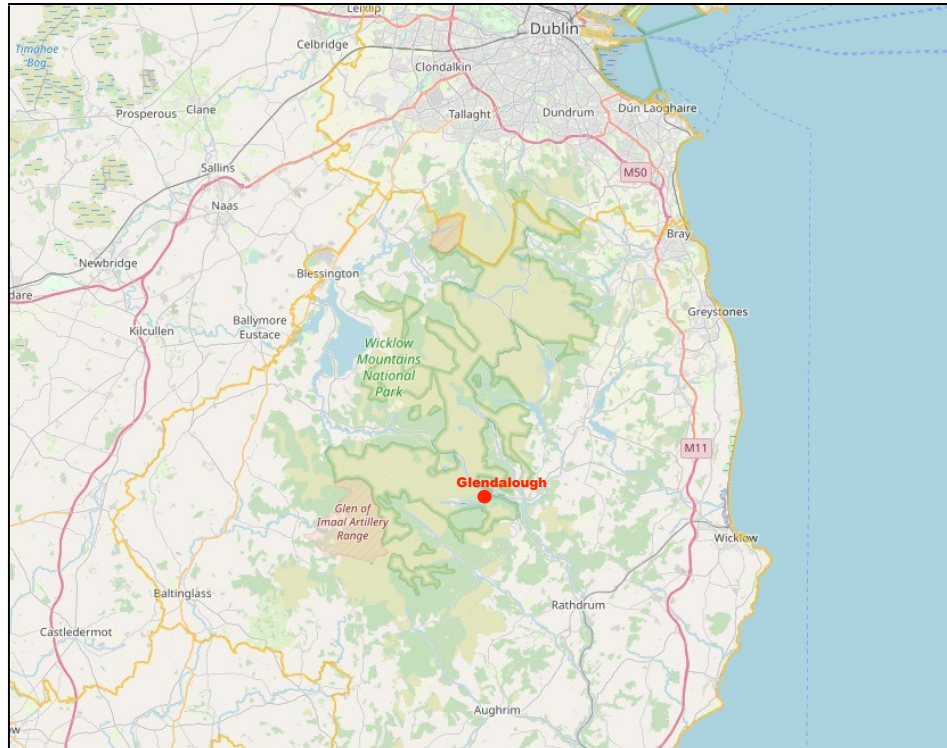 Leixlip
Dublin
Celbridge
Timahoe
Bog
Clondalkin
Prosperous
Clane
Tallaght
Dundrum
Dún Laoghaire
Sallins
M50
Naas
Bray
Newbridge
Blessington
dare
Greystones
Kilcullen
Ballymore
Eustace
Wicklow
Mountains
National
Park
M11
Glendalough
Glen of
Imaal Artillery
Range
Wicklow
Baltinglass
Rathdrum
Castledermot
Aughrim
ow